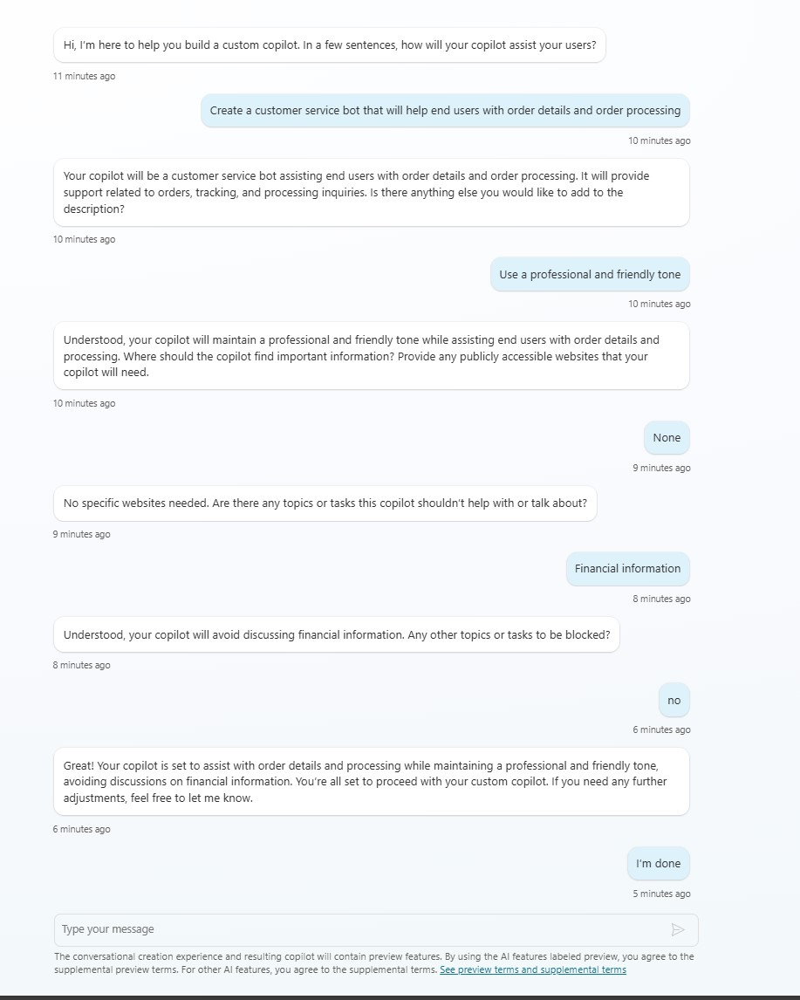 Hi, I'm here to help you build a custom copilot. In a few sentences, how will your copilot assist your users?
11 minutes ago
Create a customer service bot that will help end users with order details and order processing
10 minutes ago
Your copilot will be a customer service bot assisting end users with order details and order processing. It will provide
support related to orders, tracking, and processing inquiries. Is there anything else you would like to add to the
description?
10 minutes ago
Use a professional and friendly tone
10 minutes ago
Understood, your copilot will maintain a professional and friendly tone while assisting end users with order details and
processing. Where should the copilot find important information? Provide any publicly accessible websites that your
copilot will need.
10 minutes ago
None
9 minutes ago
No specific websites needed. Are there any topics or tasks this copilot shouldn't help with or talk about?
9 minutes ago
Financial information
8 minutes ago
Understood, your copilot will avoid discussing financial information. Any other topics or tasks to be blocked?
8 minutes ago
no
6 minutes ago
Great! Your copilot is set to assist with order details and processing while maintaining a professional and friendly tone,
avoiding discussions on financial information. You're all set to proceed with your custom copilot. If you need any further
adjustments, feel free to let me know.
6 minutes ago
I'm done
5 minutes ago
Type your message
The conversational creation experience and resulting copilot will contain preview features. By using the AI features labeled preview, you agree to the
supplemental preview terms. For other AI features, you agree to the supplemental terms. See preview terms and supplemental terms